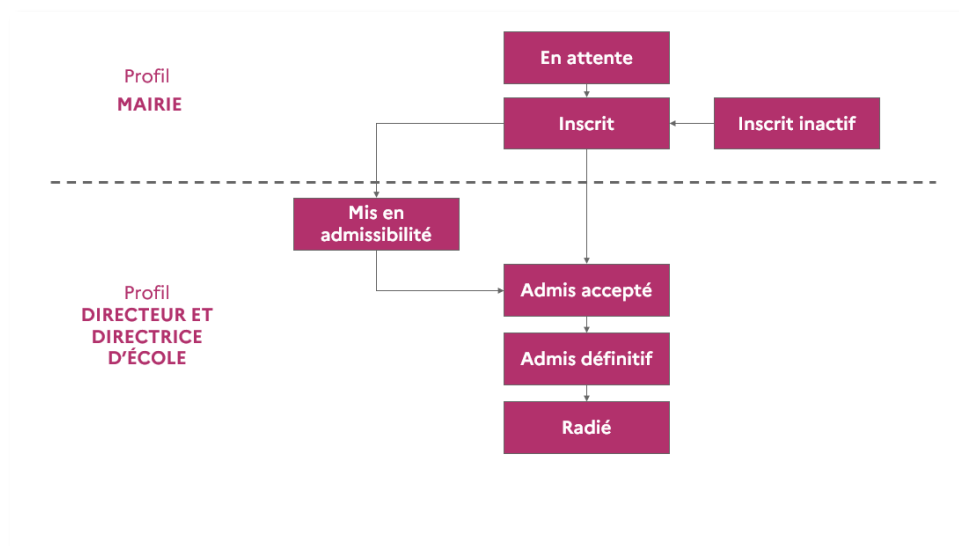 Profil
MAIRIE
En attente
Inscrit
Inscrit inactif
Mis en
admissibilité
Profil
DIRECTEUR ET
DIRECTRICE
D’ÉCOLE
Admis accepté
Admis définitif
Radié